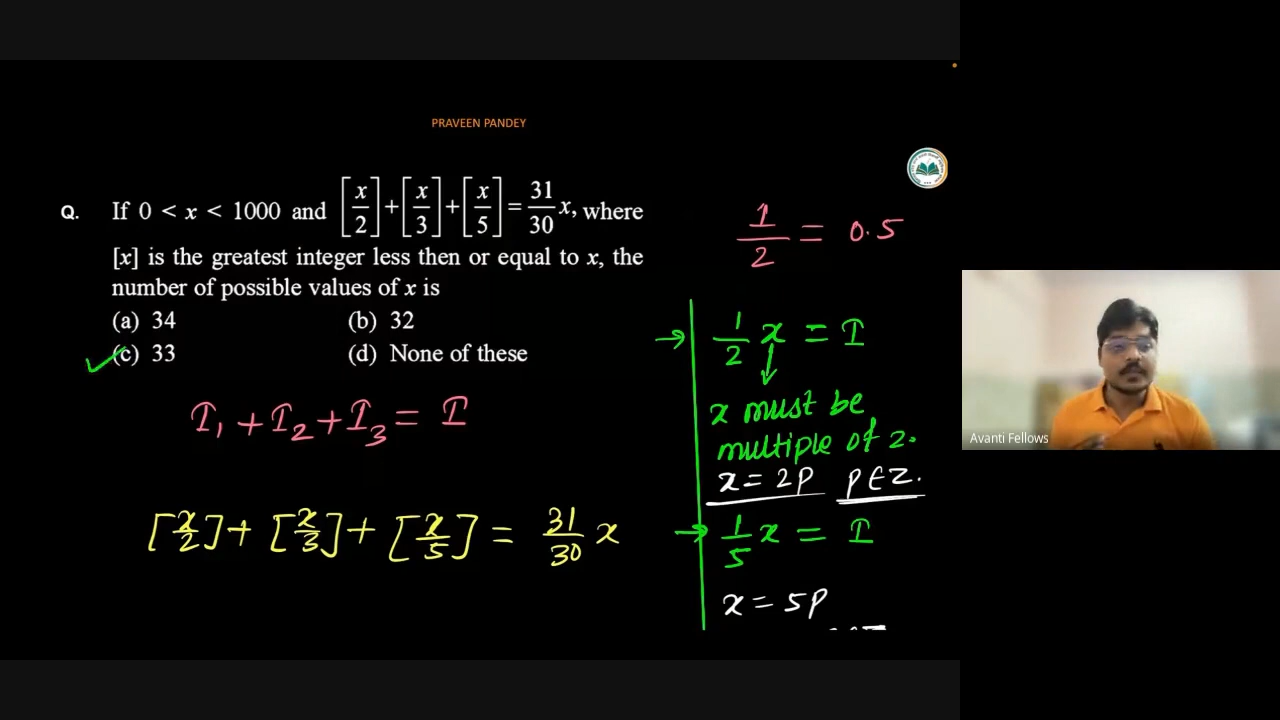 PRAVEEN PANDEY
Q. If 0 < x < 1000 and [x/2]+[x/3]+[x/5]=31/30 x, where
[x] is the greatest integer less then or equal to x, the
number of possible values of x is
(a) 34 (b) 32
(c) 33 (d) None of these
I₁ + I₂ + I₃ = I
[x/2] + [x/3] + [x/5] = 31/30 x
1/2 = 0.5
→ 1/2 x = I
x must be
multiple of 2.
x = 2P P∈Z.
→ 1/5 x = I
x = 5P
Avanti Fellows